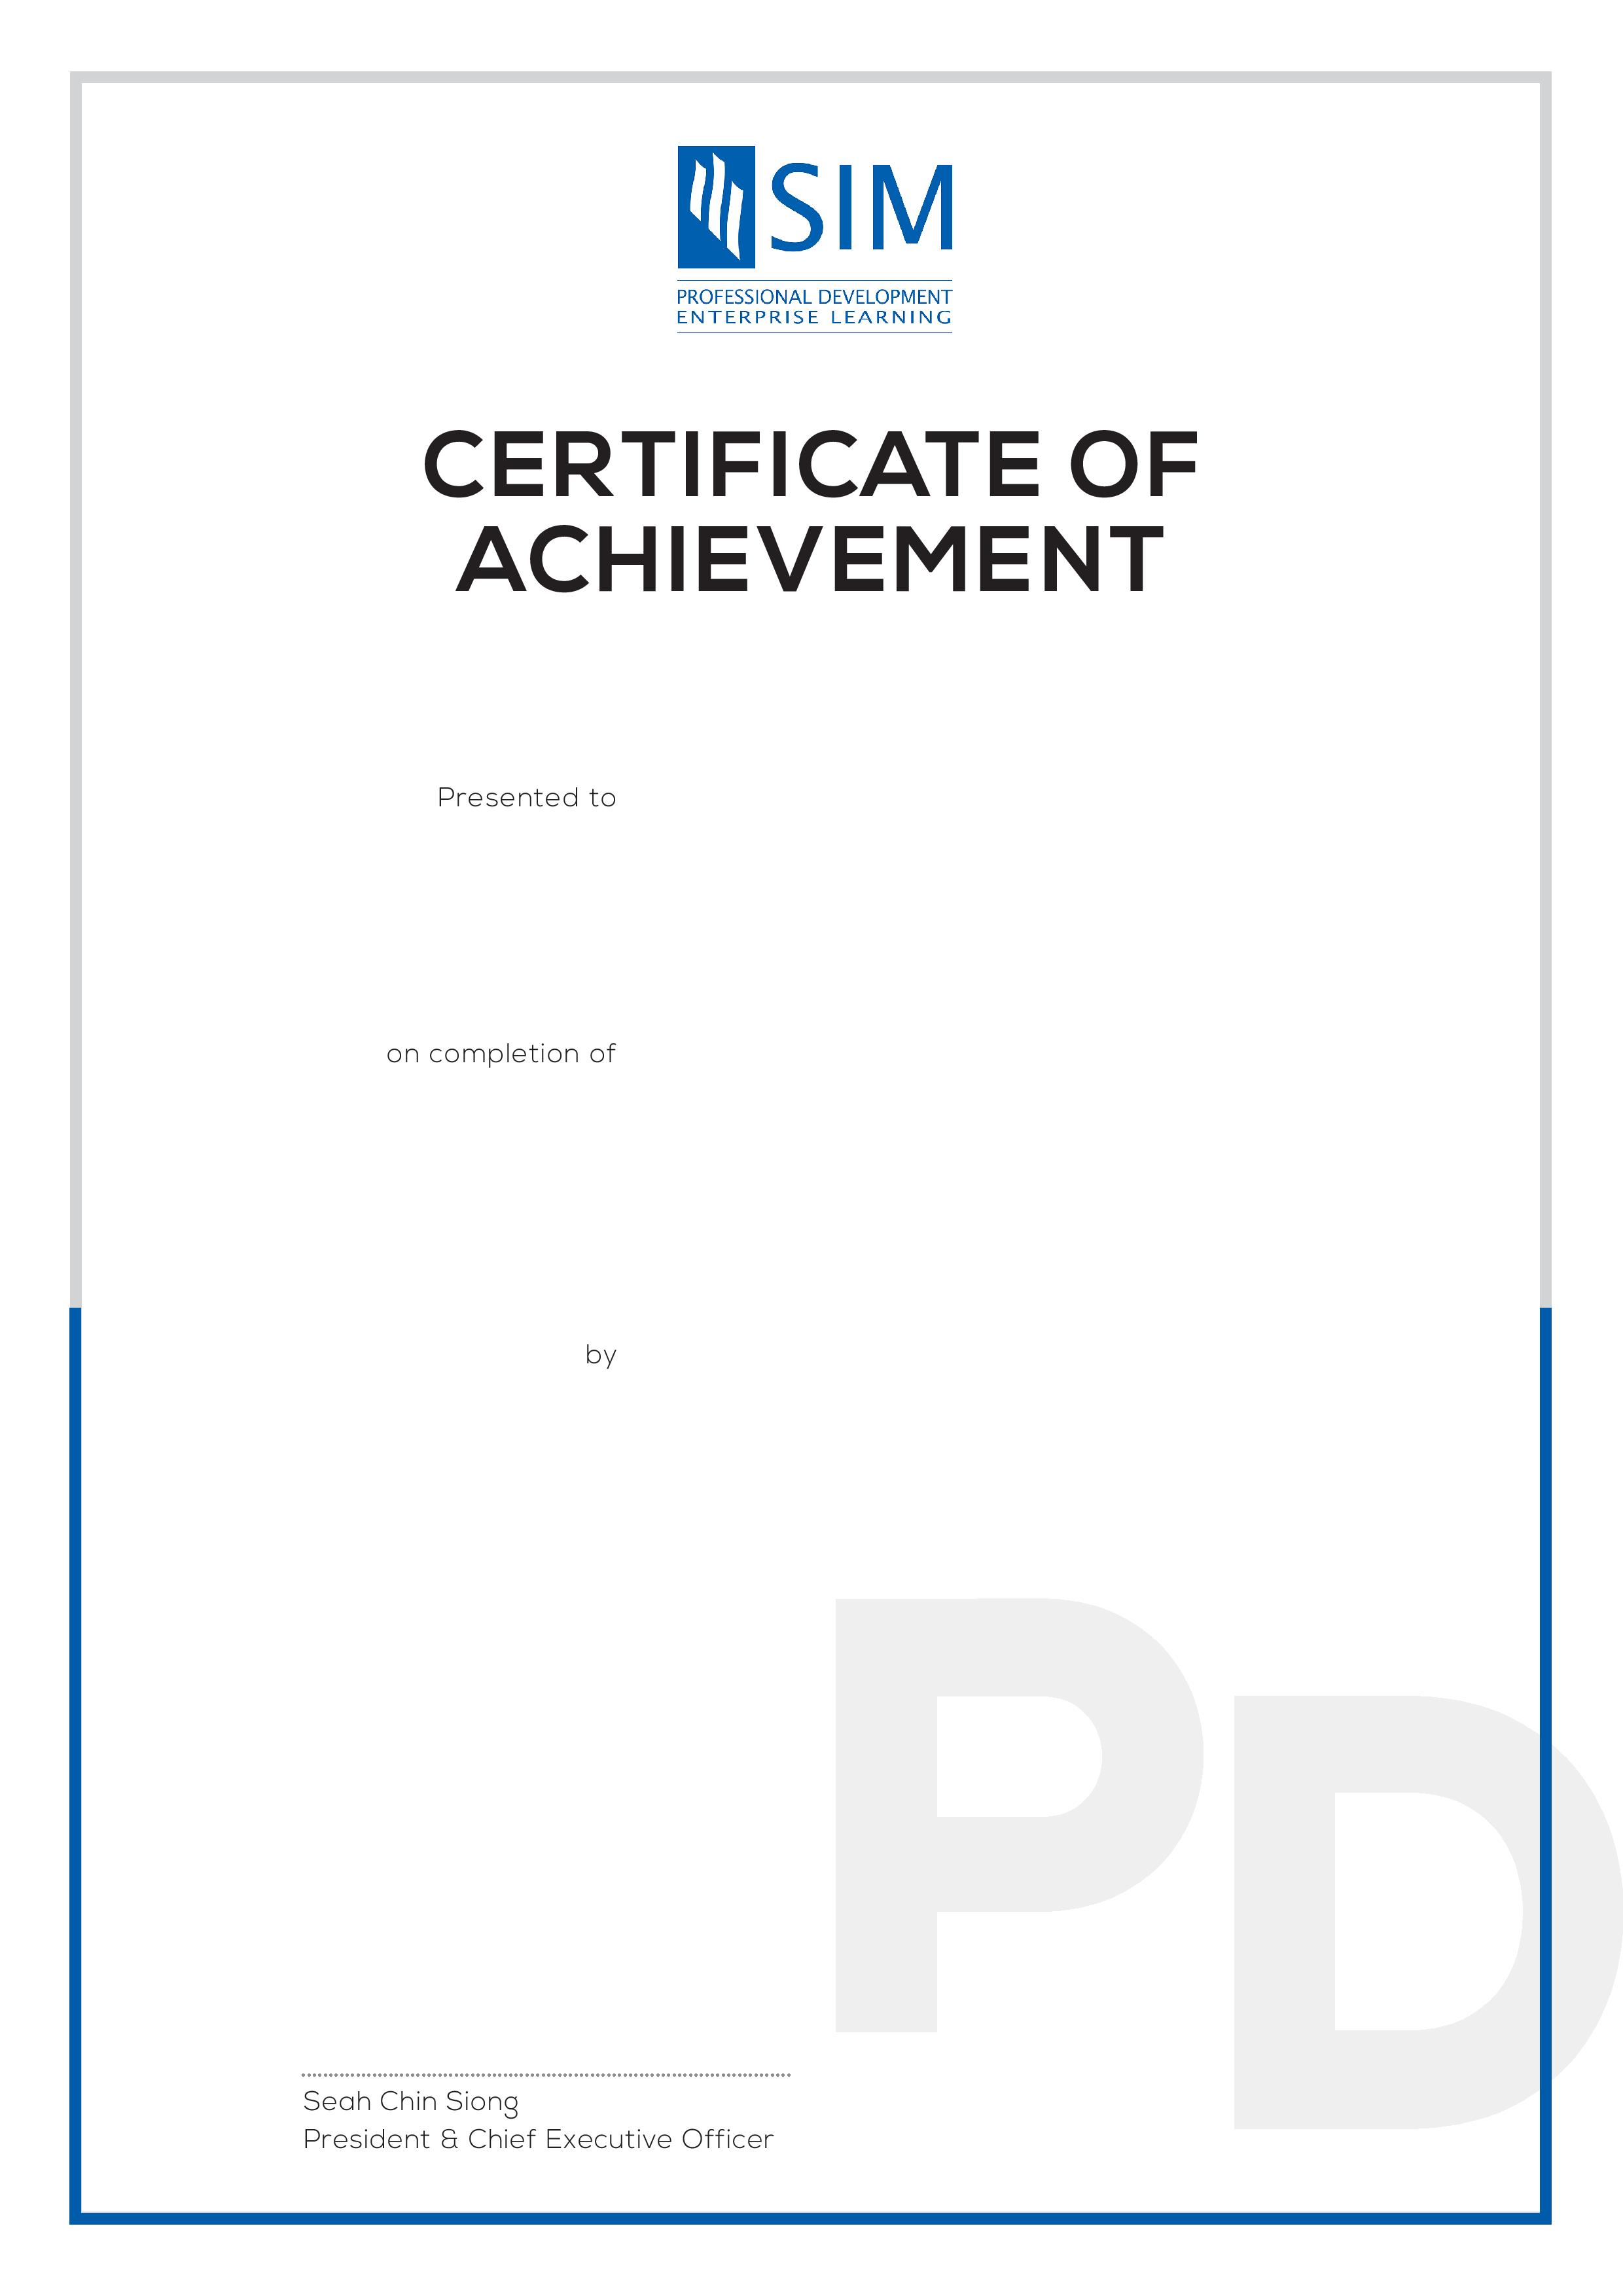 SIM
PROFESSIONAL DEVELOPMENT
ENTERPRISE LEARNING
CERTIFICATE OF
ACHIEVEMENT
Presented to
on completion of
by
PD
Seah Chin Siong
President & Chief Executive Officer